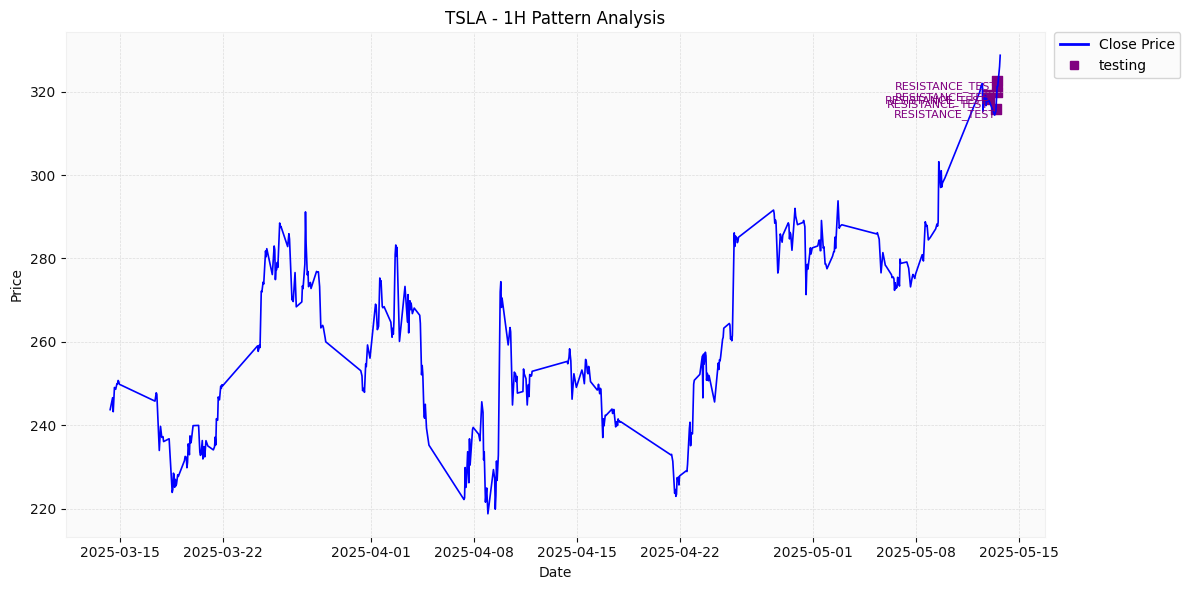 TSLA - 1H Pattern Analysis
Close Price
testing
RESISTANCE_TEST
RESISTANCE_TEST
RESISTANCE_TEST
RESISTANCE_TEST
RESISTANCE_TEST
Price
320
300
280
260
240
220
2025-03-15
2025-03-22
2025-04-01
2025-04-08
2025-04-15
2025-04-22
2025-05-01
2025-05-08
2025-05-15
Date